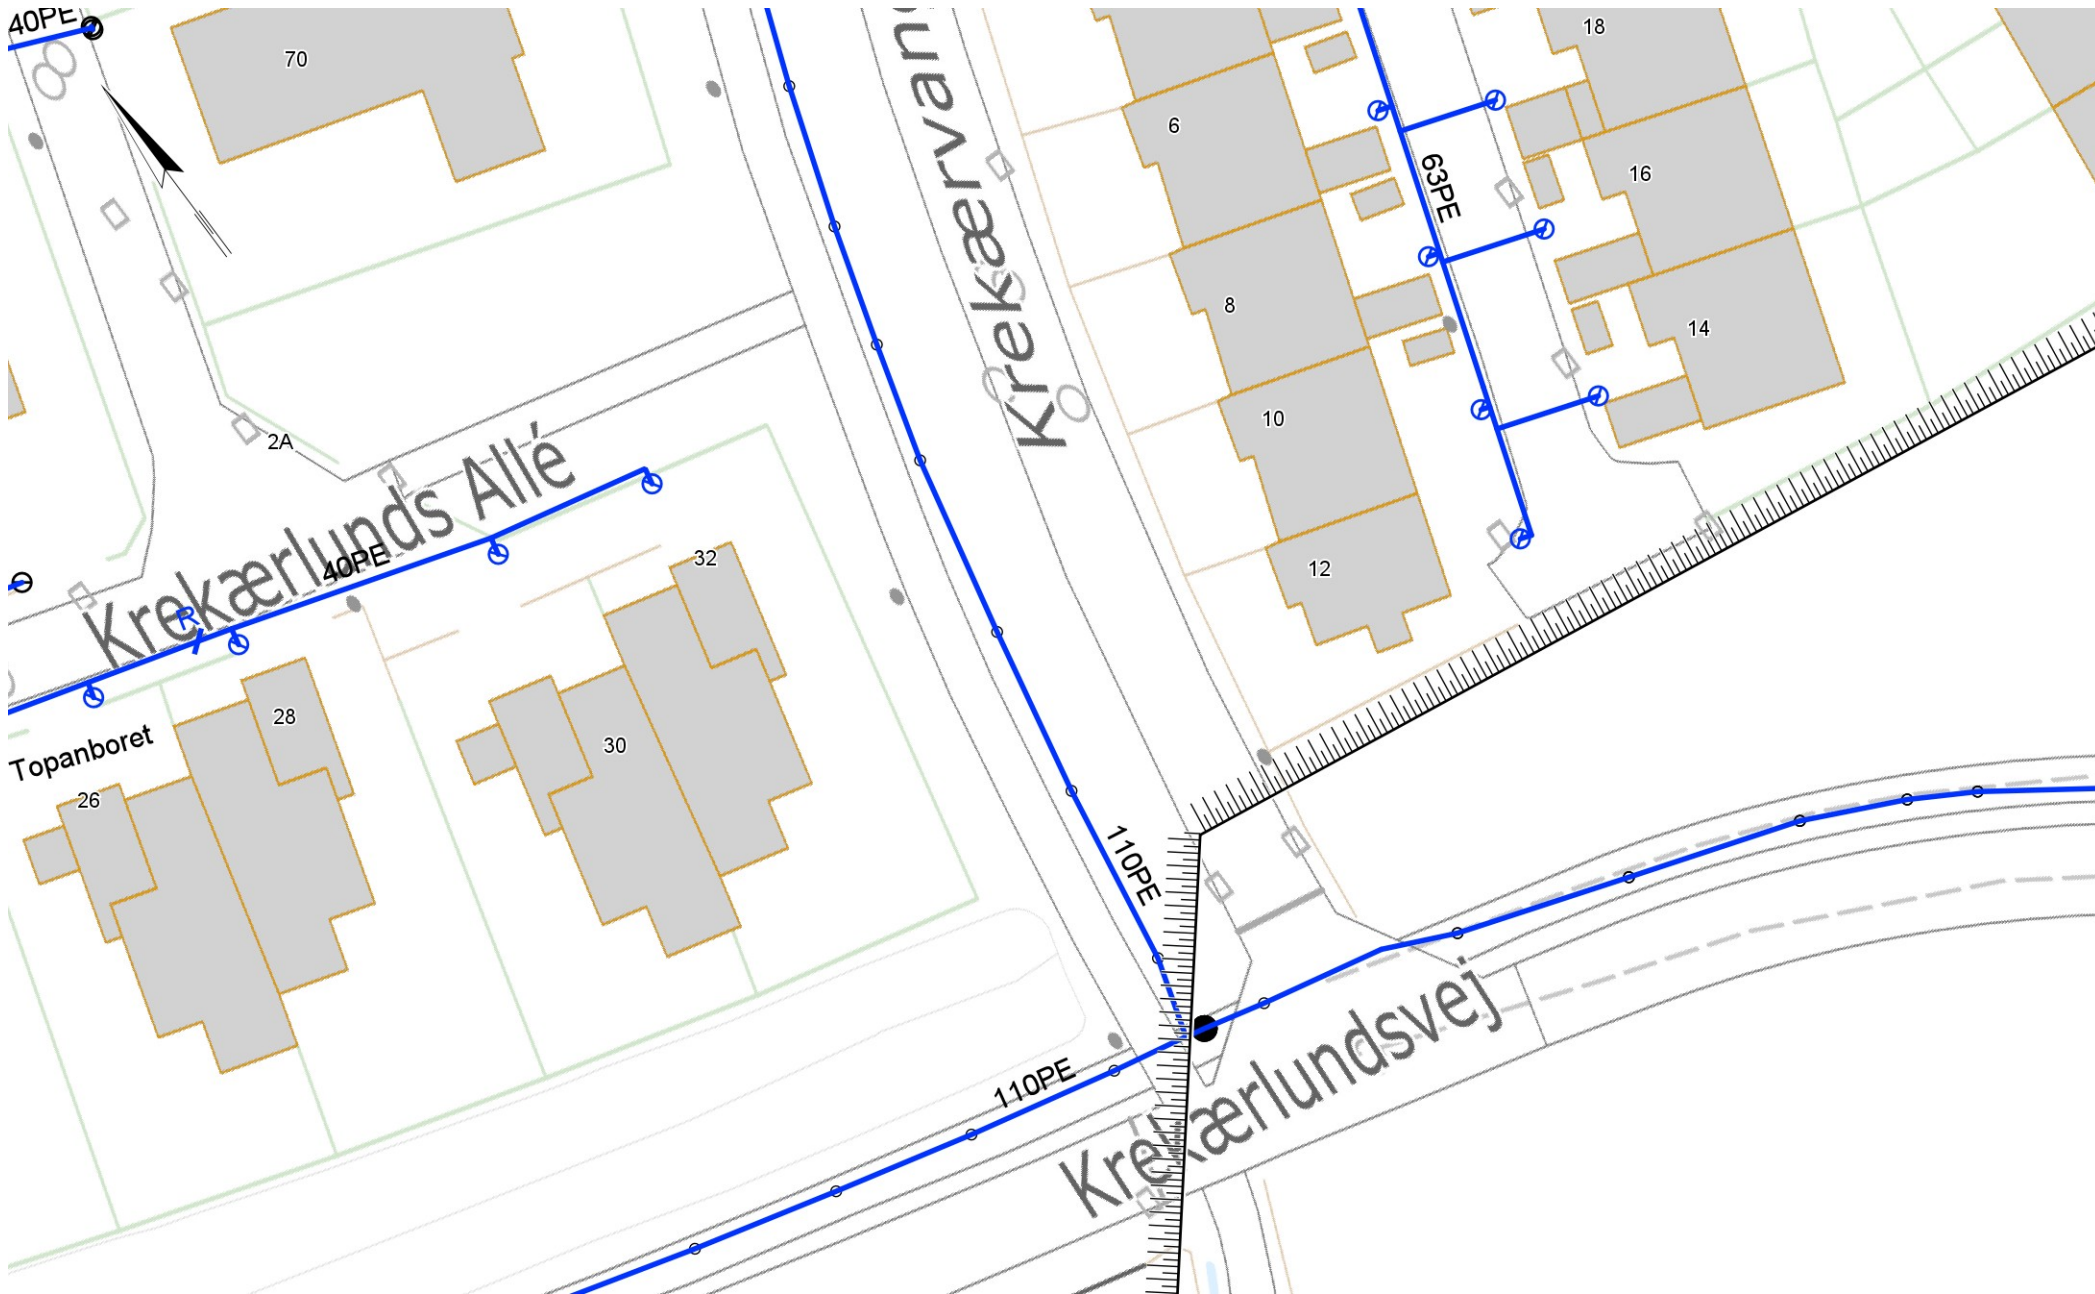 40PE
70
Krekærvang
18
6
63PE
16
8
14
10
2A
Krekærlunds Allé
40PE
R
32
12
28
30
Topanboret
26
110PE
110PE
Krekærlundsvej